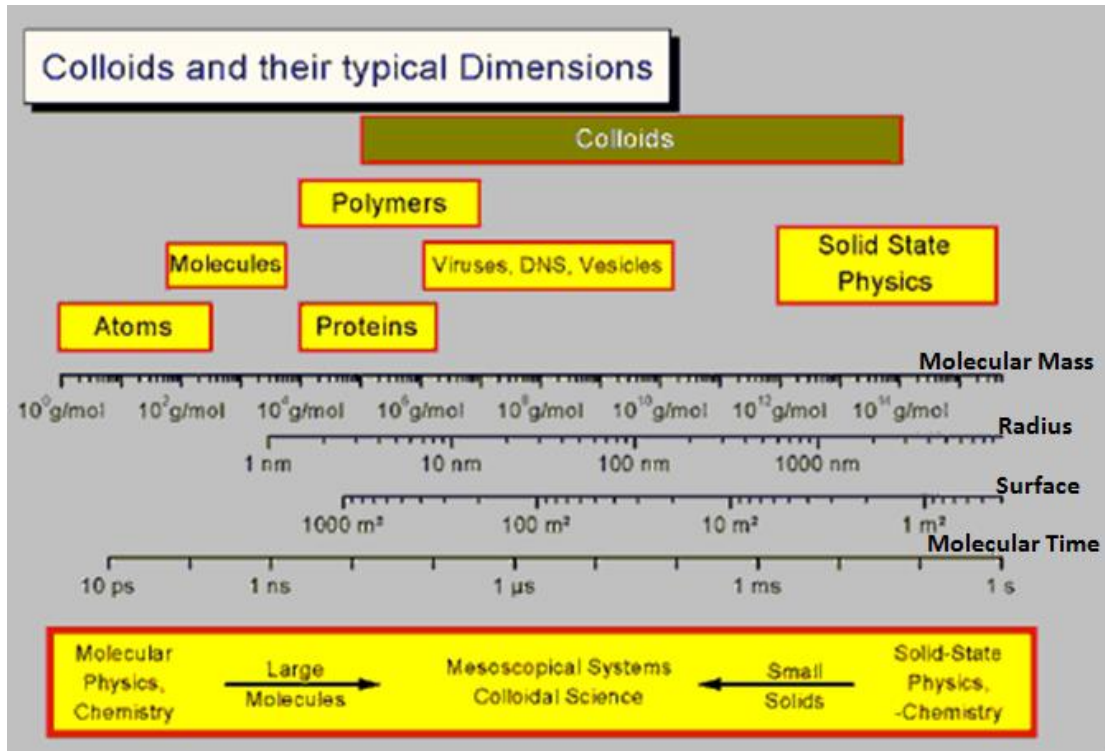 Colloids and their typical Dimensions
Colloids
Polymers
Molecules
Viruses, DNS, Vesicles
Solid State
Physics
Atoms
Proteins
Molecular Mass
10⁰g/mol 10²g/mol 10⁴g/mol 10⁶g/mol 10⁸g/mol 10¹⁰g/mol 10¹²g/mol 10¹⁴g/mol
Radius
1 nm 10 nm 100 nm 1000 nm
Surface
1000 m² 100 m² 10 m² 1 m²
Molecular Time
10 ps 1 ns 1 µs 1 ms 1 s
Molecular
Physics,
Chemistry
Large
Molecules
Mesoscopical Systems
Colloidal Science
Small
Solids
Solid-State
Physics,
-Chemistry